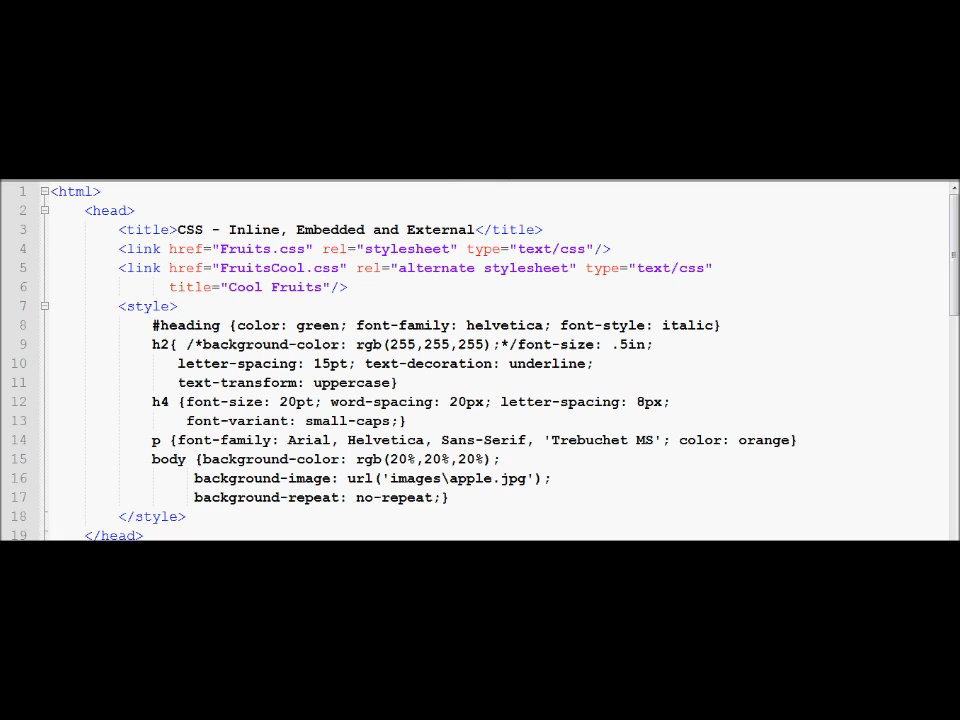 1 <html>
2 <head>
3 <title>CSS - Inline, Embedded and External</title>
4 <link href="Fruits.css" rel="stylesheet" type="text/css"/>
5 <link href="FruitsCool.css" rel="alternate stylesheet" type="text/css"
6 title="Cool Fruits"/>
7 <style>
8 #heading {color: green; font-family: helvetica; font-style: italic}
9 h2{ /*background-color: rgb(255,255,255);*/font-size: .5in;
10 letter-spacing: 15pt; text-decoration: underline;
11 text-transform: uppercase}
12 h4 {font-size: 20pt; word-spacing: 20px; letter-spacing: 8px;
13 font-variant: small-caps;}
14 p {font-family: Arial, Helvetica, Sans-Serif, 'Trebuchet MS'; color: orange}
15 body {background-color: rgb(20%,20%,20%);
16 background-image: url('images\apple.jpg');
17 background-repeat: no-repeat;}
18 </style>
19 </head>